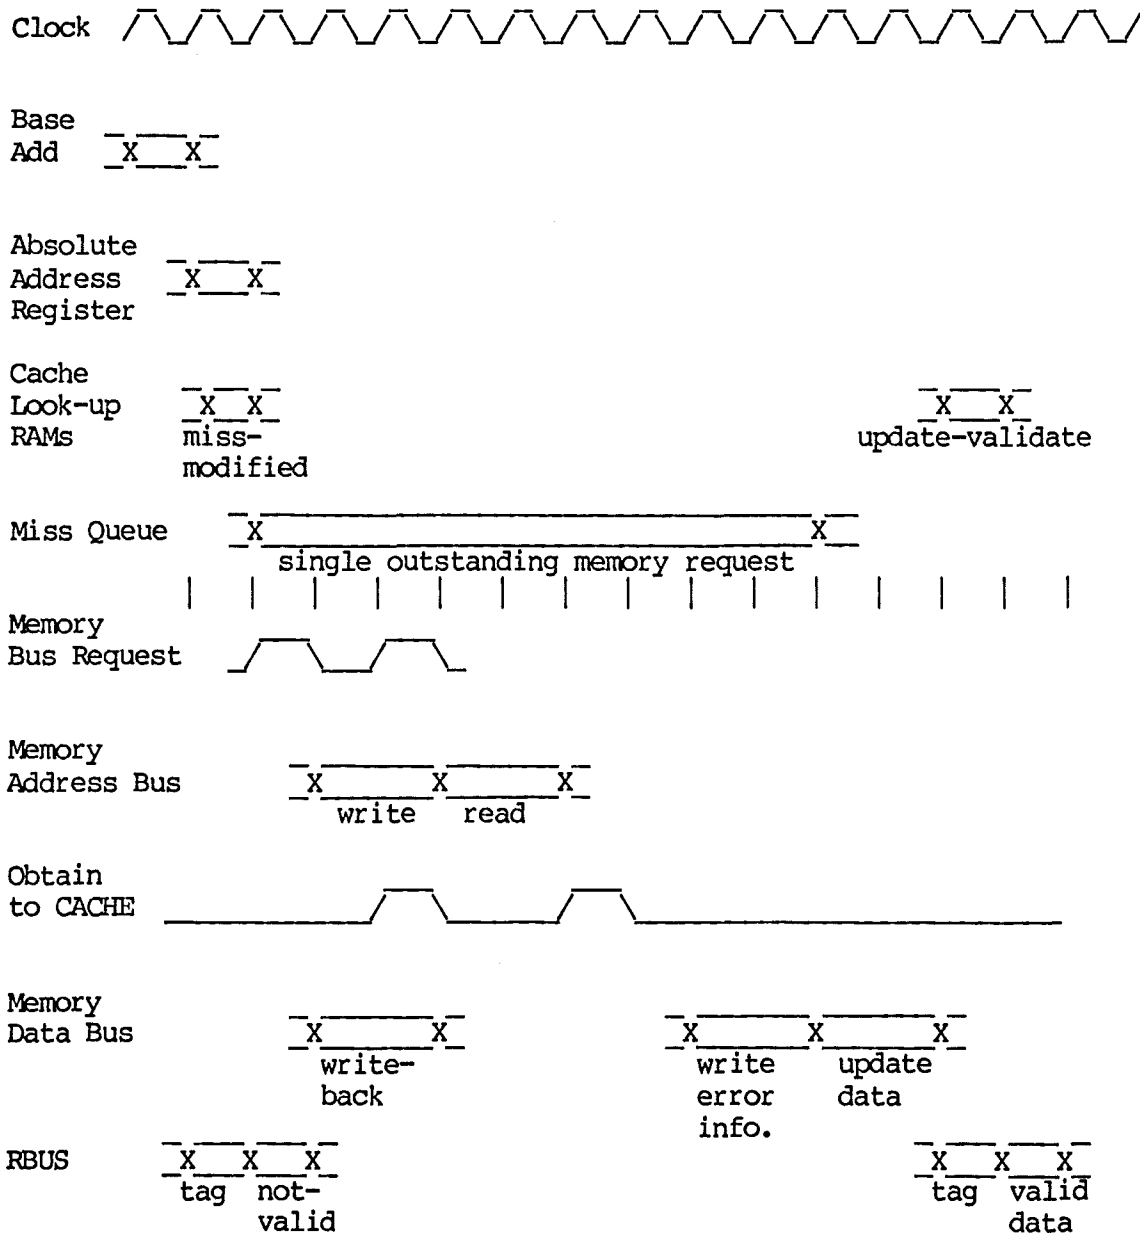 Clock
Base
Add
X X
Absolute
Address
X X
Register
Cache
Look-up
X X
X X
RAMs
miss-
modified
update-validate
Miss Queue
X X
single outstanding memory request
Memory
Bus Request
Memory
Address Bus
X X X
write read
Obtain
to CACHE
Memory
Data Bus
X X
X X X
write-
back
write
error
info.
update
data
RBUS
X X X
X X X
tag
not-
valid
tag
valid
data